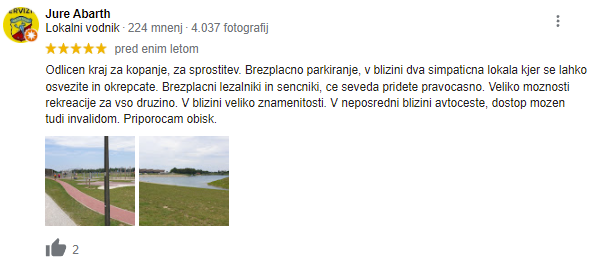 Jure Abarth
Lokalni vodnik · 224 mnenj · 4.037 fotografij
pred enim letom
Odlicen kraj za kopanje, za sprostitev. Brezplacno parkiranje, v blizini dva simpaticna lokala kjer se lahko
osvezite in okrepcate. Brezplacni lezalniki in sencniki, ce seveda pridete pravocasno. Veliko moznosti
rekreacije za vso druzino. V blizini veliko znamenitosti. V neposredni blizini avtoceste, dostop mozen
tudi invalidom. Priporocam obisk.
2